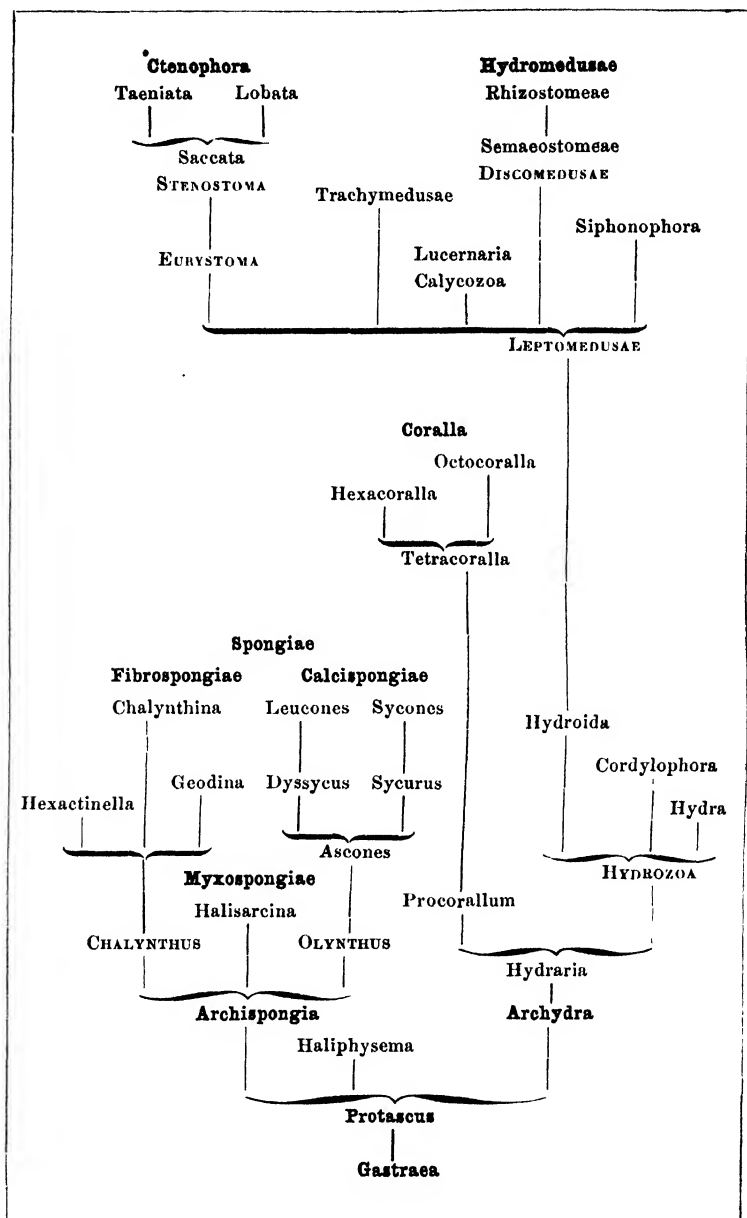 Ctenophora
Hydromedusae
Taeniata Lobata
Rhizostomeae
Saccata
STENOSTOMA
Semaeostomeae
DISCOMEDUSAE
Trachymedusae
Siphonophora
EURYSTOMA
Lucernaria
Calycozoa
LEPTOMEDUSAE
Coralla
Octocoralla
Hexacoralla
Tetracoralla
Spongiae
Fibrospongiae Calcispongiae
Chalynthina Leucones Sycones
Hydroida
Cordylophora
Hexactinella Geodina Dyssycus Sycurus
Hydra
Ascones
HYDROZOA
Myxospongiae
Halisarcina
Procorallum
CHALYNTHUS OLYNTHUS
Hydraria
Archispongia Archydra
Haliphysema
Protascus
Gastraea